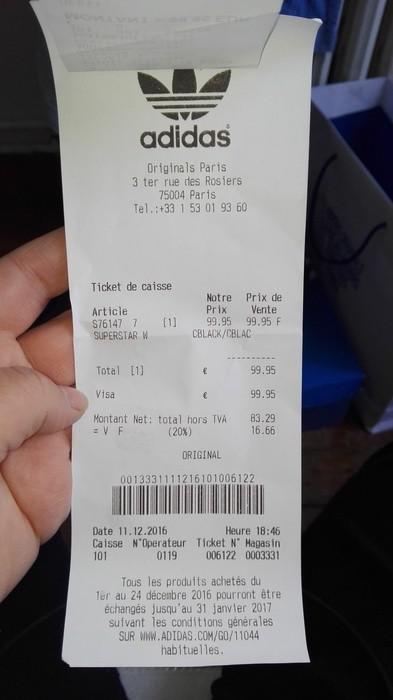 adidas
Originals Paris
3 ter rue des Rosiers
75004 Paris
Tel.:+33 1 53 01 93 60
Ticket de caisse
Notre Prix de
Article Prix Vente
S76147 7 [1] 99.95 99.95 F
SUPERSTAR W CBLACK/CBLAC
----------
Total [1] € 99.95
Visa € 99.95
Montant Net: total hors TVA 83.29
= V F (20%) 16.66
ORIGINAL
0013331111216101006122
Date 11.12.2016 Heure 18:46
Caisse N°Operateur Ticket N° Magasin
101 0119 006122 0003331
Tous les produits achetés du
1er au 24 décembre 2016 pourront être
échangés jusqu'au 31 janvier 2017
suivant les conditions générales
SUR WWW.ADIDAS.COM/GO/11044
habituelles.